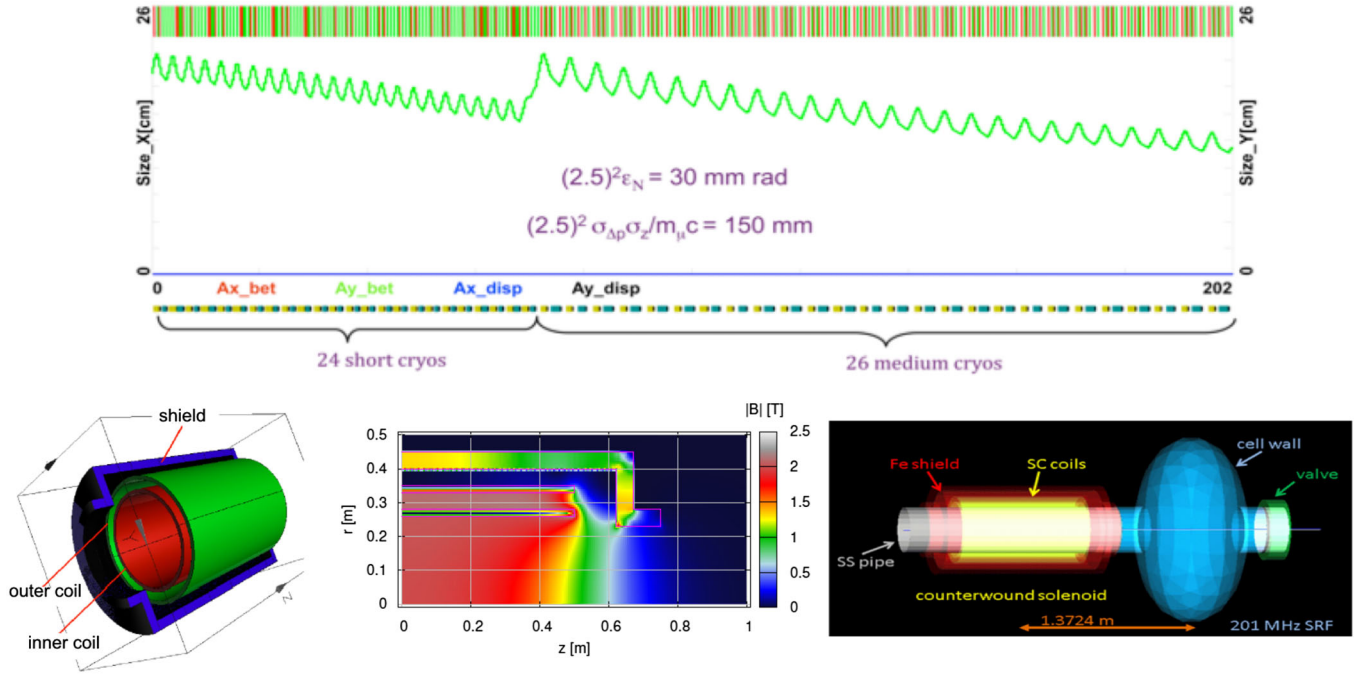 26
26
Size_X[cm]
Size_Y[cm]
(2.5)²ε_N = 30 mm rad
(2.5)² σ_Δp σ_z/m_μ c = 150 mm
0
0
0 Ax_bet Ay_bet Ax_disp Ay_disp 202
24 short cryos
26 medium cryos
shield
outer coil
inner coil
Z
|B| [T]
0.5
0.4
0.3
0.2
0.1
0
r [m]
0 0.2 0.4 0.6 0.8 1
z [m]
2.5
2
1.5
1
0.5
0
Fe shield
SC coils
cell wall
valve
SS pipe
counterwound solenoid
1.3724 m
201 MHz SRF